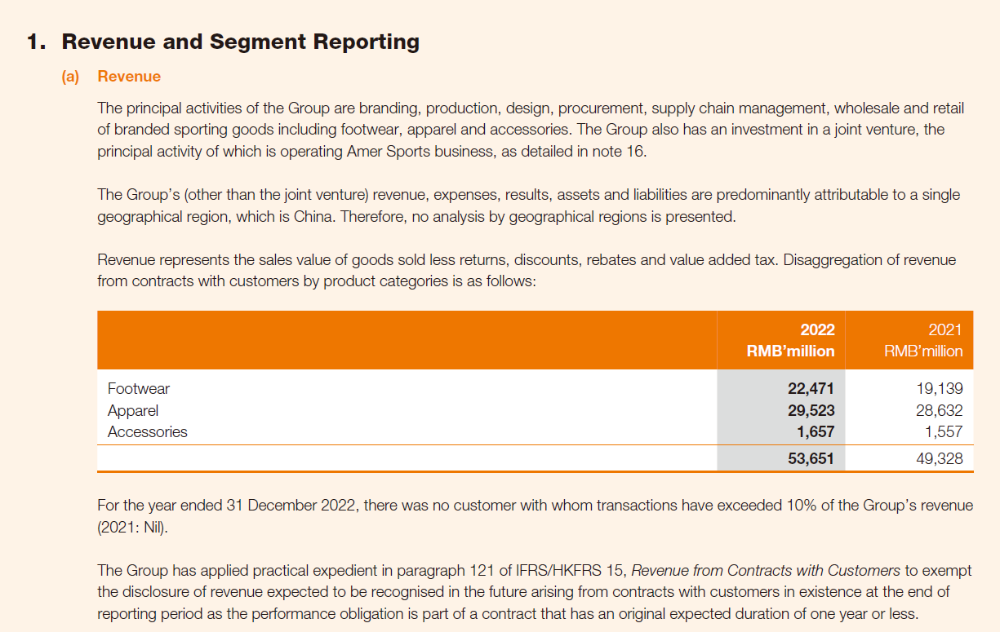 1. Revenue and Segment Reporting
(a) Revenue
The principal activities of the Group are branding, production, design, procurement, supply chain management, wholesale and retail
of branded sporting goods including footwear, apparel and accessories. The Group also has an investment in a joint venture, the
principal activity of which is operating Amer Sports business, as detailed in note 16.
The Group's (other than the joint venture) revenue, expenses, results, assets and liabilities are predominantly attributable to a single
geographical region, which is China. Therefore, no analysis by geographical regions is presented.
Revenue represents the sales value of goods sold less returns, discounts, rebates and value added tax. Disaggregation of revenue
from contracts with customers by product categories is as follows:
2022 2021
RMB'million RMB'million
Footwear 22,471 19,139
Apparel 29,523 28,632
Accessories 1,657 1,557
53,651 49,328
For the year ended 31 December 2022, there was no customer with whom transactions have exceeded 10% of the Group's revenue
(2021: Nil).
The Group has applied practical expedient in paragraph 121 of IFRS/HKFRS 15, Revenue from Contracts with Customers to exempt
the disclosure of revenue expected to be recognised in the future arising from contracts with customers in existence at the end of
reporting period as the performance obligation is part of a contract that has an original expected duration of one year or less.